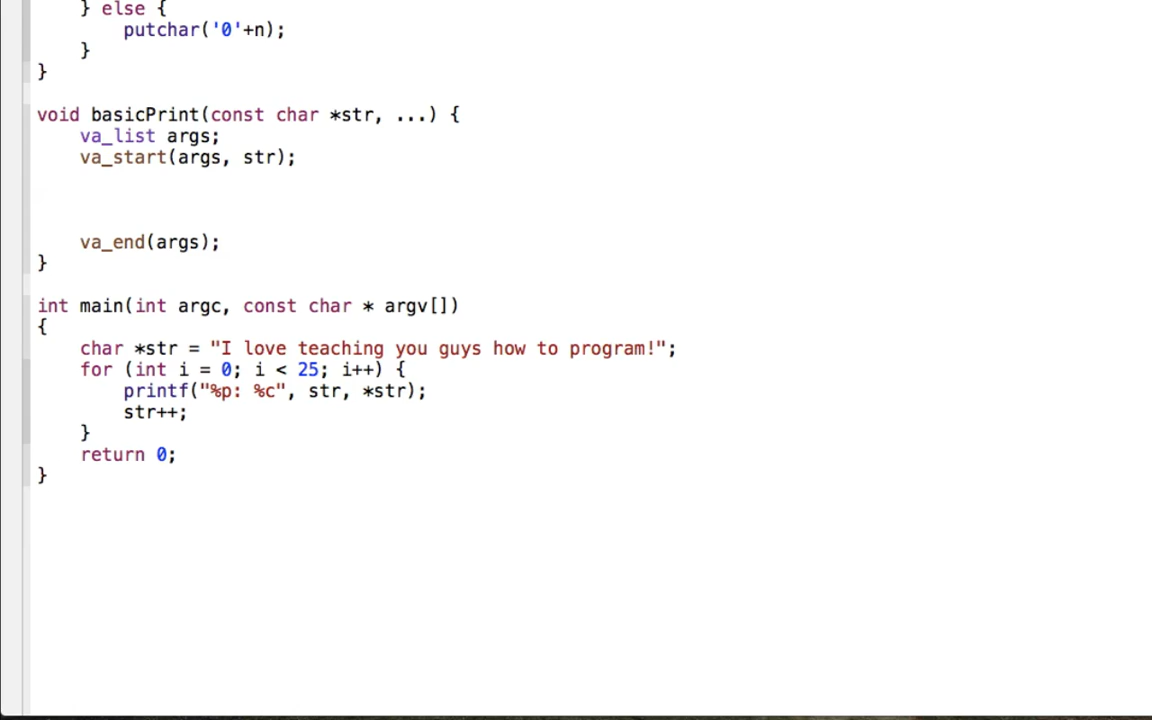 } else {
putchar('0'+n);
}
}
void basicPrint(const char *str, ...) {
va_list args;
va_start(args, str);
va_end(args);
}
int main(int argc, const char * argv[])
{
char *str = "I love teaching you guys how to program!";
for (int i = 0; i < 25; i++) {
printf("%p: %c", str, *str);
str++;
}
return 0;
}